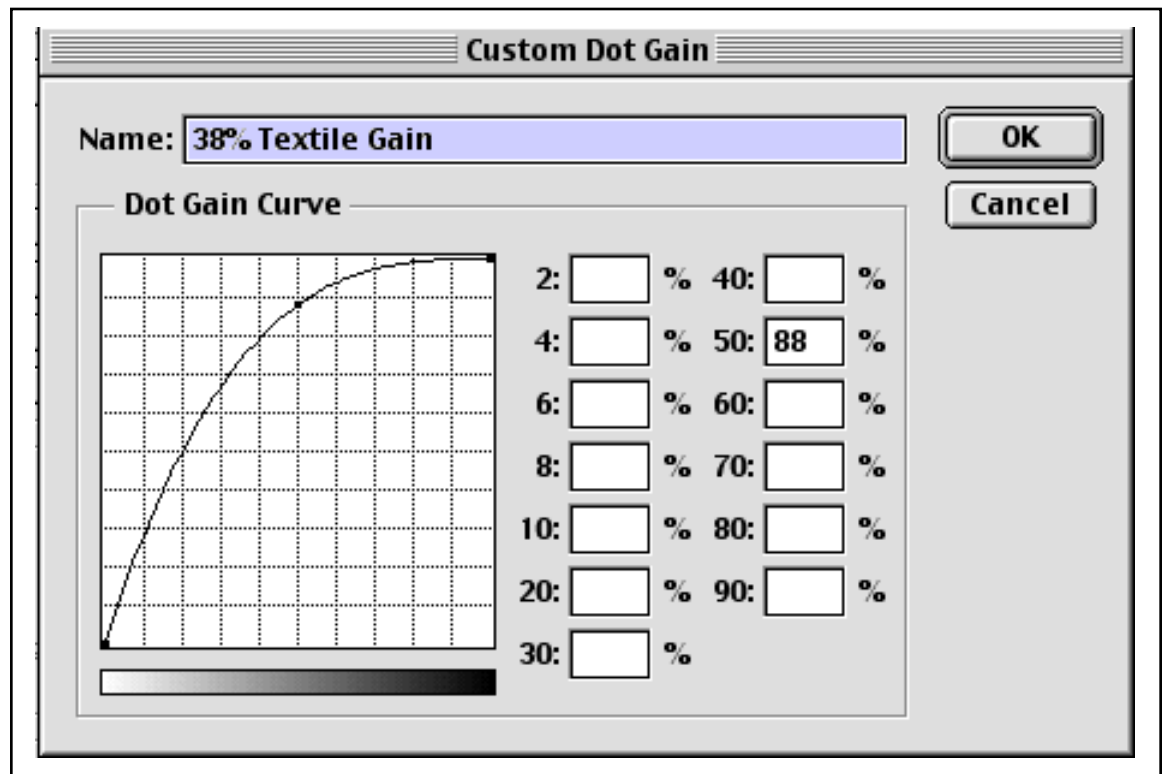 Custom Dot Gain
Name: 38% Textile Gain
OK
Cancel
Dot Gain Curve
2: % 40: %
4: % 50: 88 %
6: % 60: %
8: % 70: %
10: % 80: %
20: % 90: %
30: %